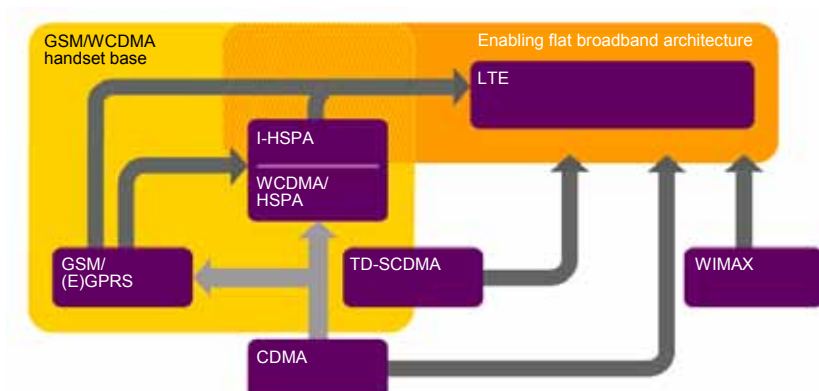 GSM/WCDMA
handset base
Enabling flat broadband architecture
LTE
I-HSPA
WCDMA/
HSPA
GSM/
(E)GPRS
TD-SCDMA
WIMAX
CDMA